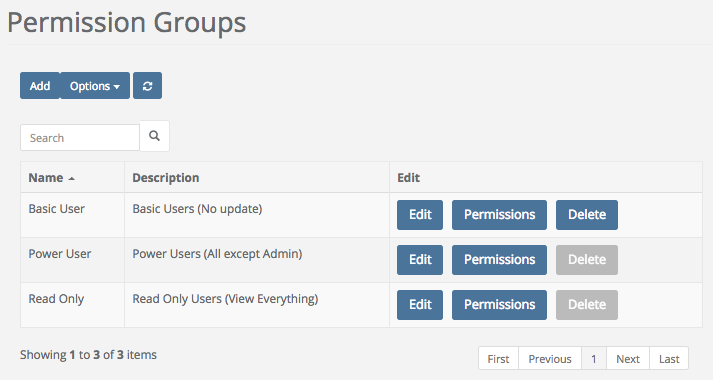 Permission Groups
Add Options
Search
Name Description Edit
Basic User Basic Users (No update) Edit Permissions Delete
Power User Power Users (All except Admin) Edit Permissions Delete
Read Only Read Only Users (View Everything) Edit Permissions Delete
Showing 1 to 3 of 3 items First Previous 1 Next Last